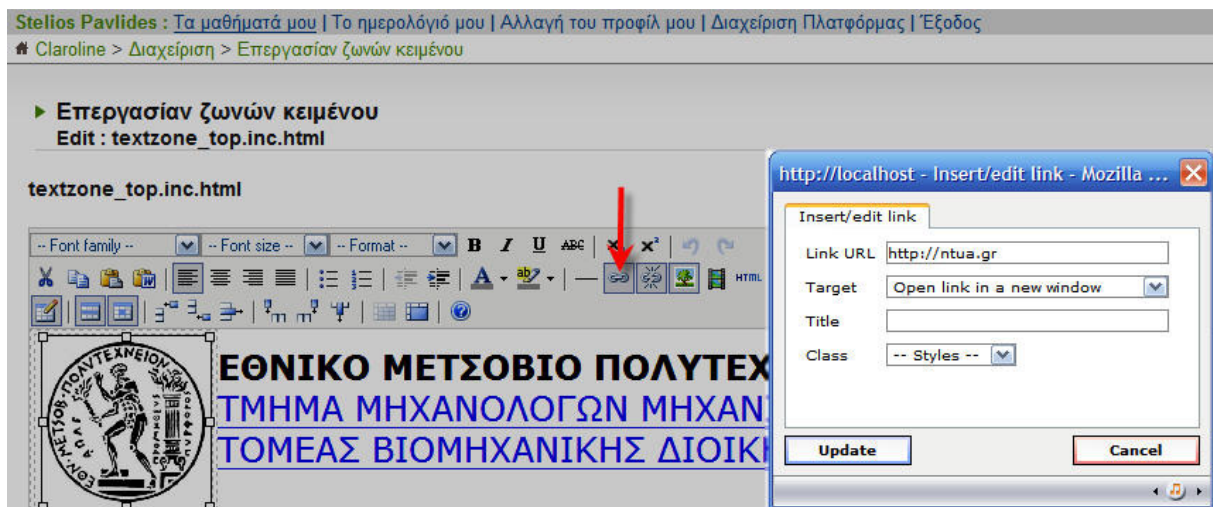 Stelios Pavlides : Τα μαθήματά μου | Το ημερολόγιό μου | Αλλαγή του προφίλ μου | Διαχείριση Πλατφόρμας | Έξοδος
Claroline > Διαχείριση > Επεργασίαν ζωνών κειμένου
Επεργασίαν ζωνών κειμένου
Edit : textzone_top.inc.html
textzone_top.inc.html
-- Font family -- -- Font size -- -- Format -- B I U ABC x²
A ab HTML
ΕΘΝΙΚΟ ΜΕΤΣΟΒΙΟ ΠΟΛΥΤΕΧ
ΤΜΗΜΑ ΜΗΧΑΝΟΛΟΓΩΝ ΜΗΧΑΝΙ
ΤΟΜΕΑΣ ΒΙΟΜΗΧΑΝΙΚΗΣ ΔΙΟΙΚΗ
http://localhost - Insert/edit link - Mozilla ...
Insert/edit link
Link URL http://ntua.gr
Target Open link in a new window
Title
Class -- Styles --
Update Cancel